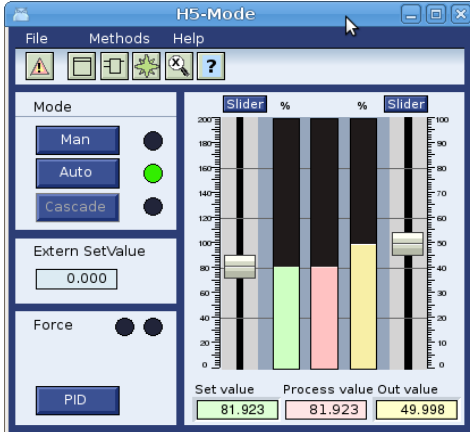 H5-Mode
File Methods Help
?
Mode
Man
Auto
Cascade
Extern SetValue
0.000
Force
PID
Slider % % Slider
200 100
180 90
160 80
140 70
120 60
100 50
80 40
60 30
40 20
20 10
0 0
Set value Process value Out value
81.923 81.923 49.998